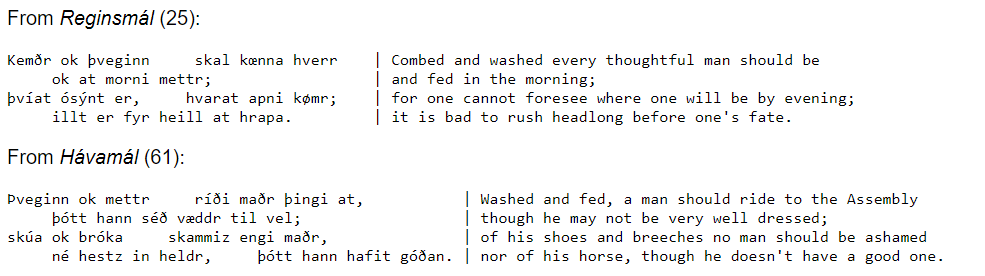 From Reginsmál (25):
Kemðr ok þveginn skal kœnna hverr | Combed and washed every thoughtful man should be
ok at morni mettr; | and fed in the morning;
þvíat ósýnt er, hvarat apni kømr; | for one cannot foresee where one will be by evening;
illt er fyr heill at hrapa. | it is bad to rush headlong before one's fate.
From Hávamál (61):
Þveginn ok mettr ríði maðr þingi at, | Washed and fed, a man should ride to the Assembly
þótt hann séð væddr til vel; | though he may not be very well dressed;
skúa ok bróka skammiz engi maðr, | of his shoes and breeches no man should be ashamed
né hestz in heldr, þótt hann hafit góðan. | nor of his horse, though he doesn't have a good one.